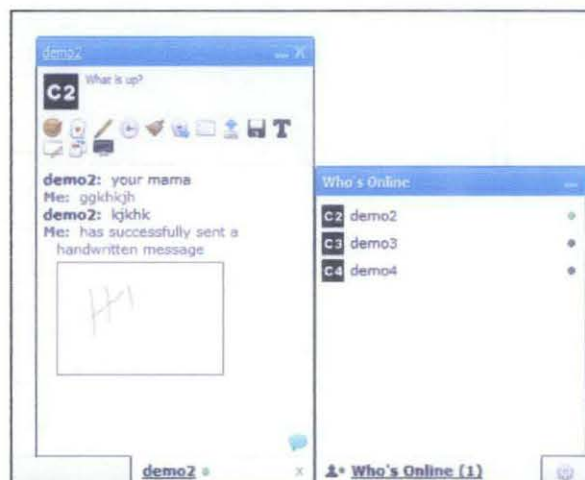 demo2
C2 What is up?
T
demo2: your mama
Me: ggkhkjh
demo2: kjkhk
Me: has successfully sent a
handwritten message
HI
demo2
Who's Online
C2 demo2
C3 demo3
C4 demo4
Who's Online (1)